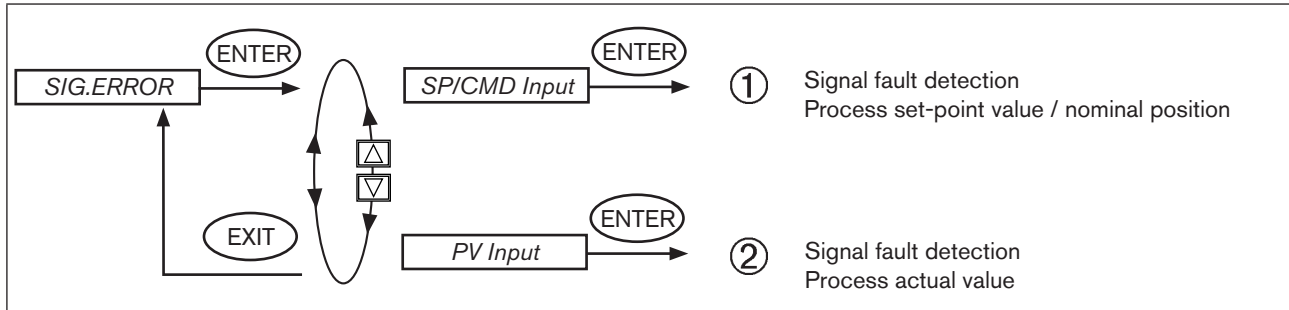 SIG.ERROR
ENTER
SP/CMD Input
ENTER
1 Signal fault detection
Process set-point value / nominal position
EXIT
PV Input
ENTER
2 Signal fault detection
Process actual value